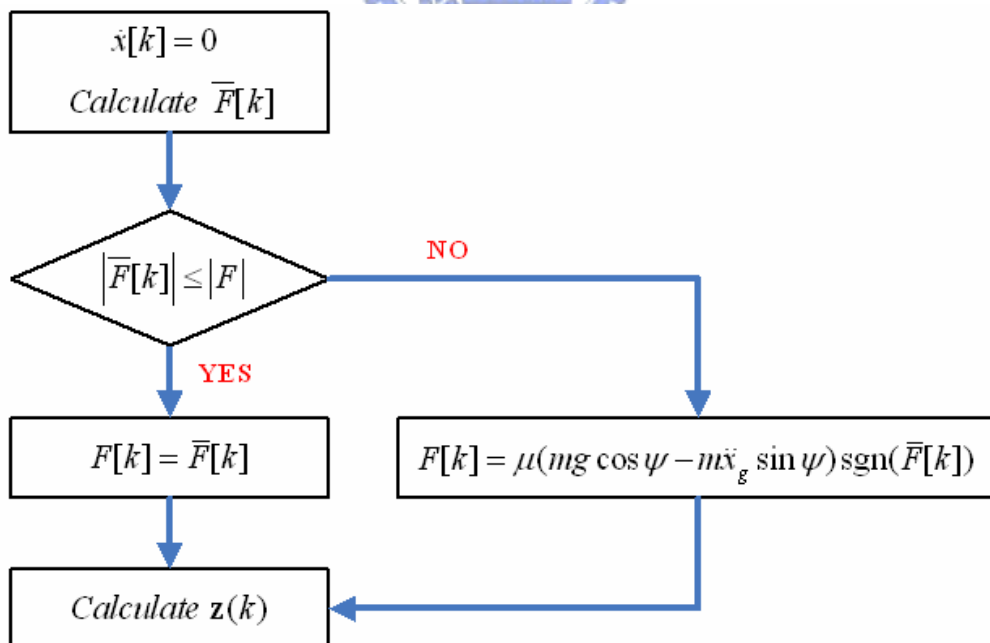 ẋ[k] = 0
Calculate F̅[k]
|F̅[k]| ≤ |F|
NO
YES
F[k] = F̅[k]
F[k] = μ(mg cos ψ − mẍ_g sin ψ) sgn(F̅[k])
Calculate z(k)